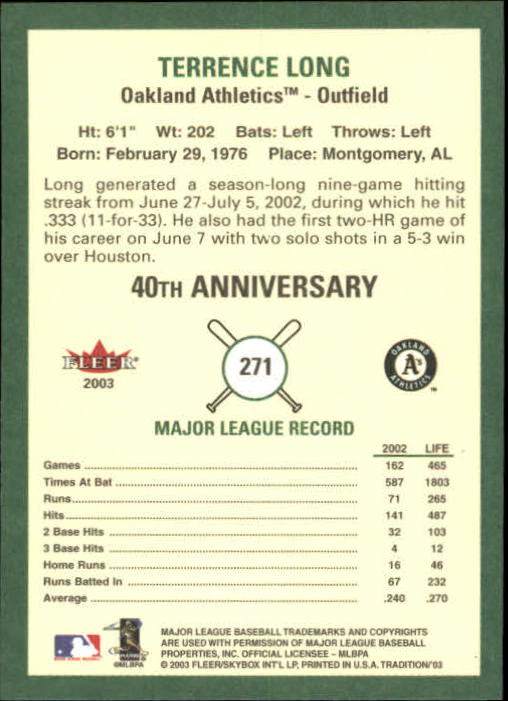 TERRENCE LONG
Oakland Athletics™ - Outfield
Ht: 6'1" Wt: 202 Bats: Left Throws: Left
Born: February 29, 1976 Place: Montgomery, AL
Long generated a season-long nine-game hitting
streak from June 27-July 5, 2002, during which he hit
.333 (11-for-33). He also had the first two-HR game of
his career on June 7 with two solo shots in a 5-3 win
over Houston.
40TH ANNIVERSARY
FLEER
2003
271
OAKLAND
A's
ATHLETICS
MAJOR LEAGUE RECORD
2002 LIFE
Games 162 465
Times At Bat 587 1803
Runs 71 265
Hits 141 487
2 Base Hits 32 103
3 Base Hits 4 12
Home Runs 16 46
Runs Batted In 67 232
Average .240 .270
©MLBPA
MAJOR LEAGUE BASEBALL TRADEMARKS AND COPYRIGHTS
ARE USED WITH PERMISSION OF MAJOR LEAGUE BASEBALL
PROPERTIES, INC. OFFICIAL LICENSEE - MLBPA
© 2003 FLEER/SKYBOX INT'L LP, PRINTED IN U.S.A. TRADITION/'03